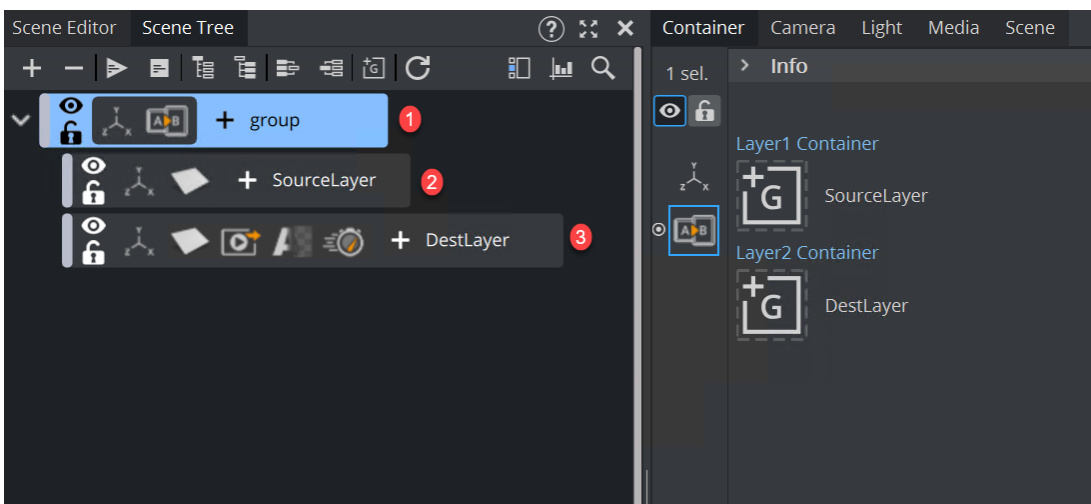 Scene Editor Scene Tree
?
Container Camera Light Media Scene
1 sel.
Info
A B
group
1
SourceLayer
2
DestLayer
3
A B
Layer1 Container
G
SourceLayer
Layer2 Container
G
DestLayer